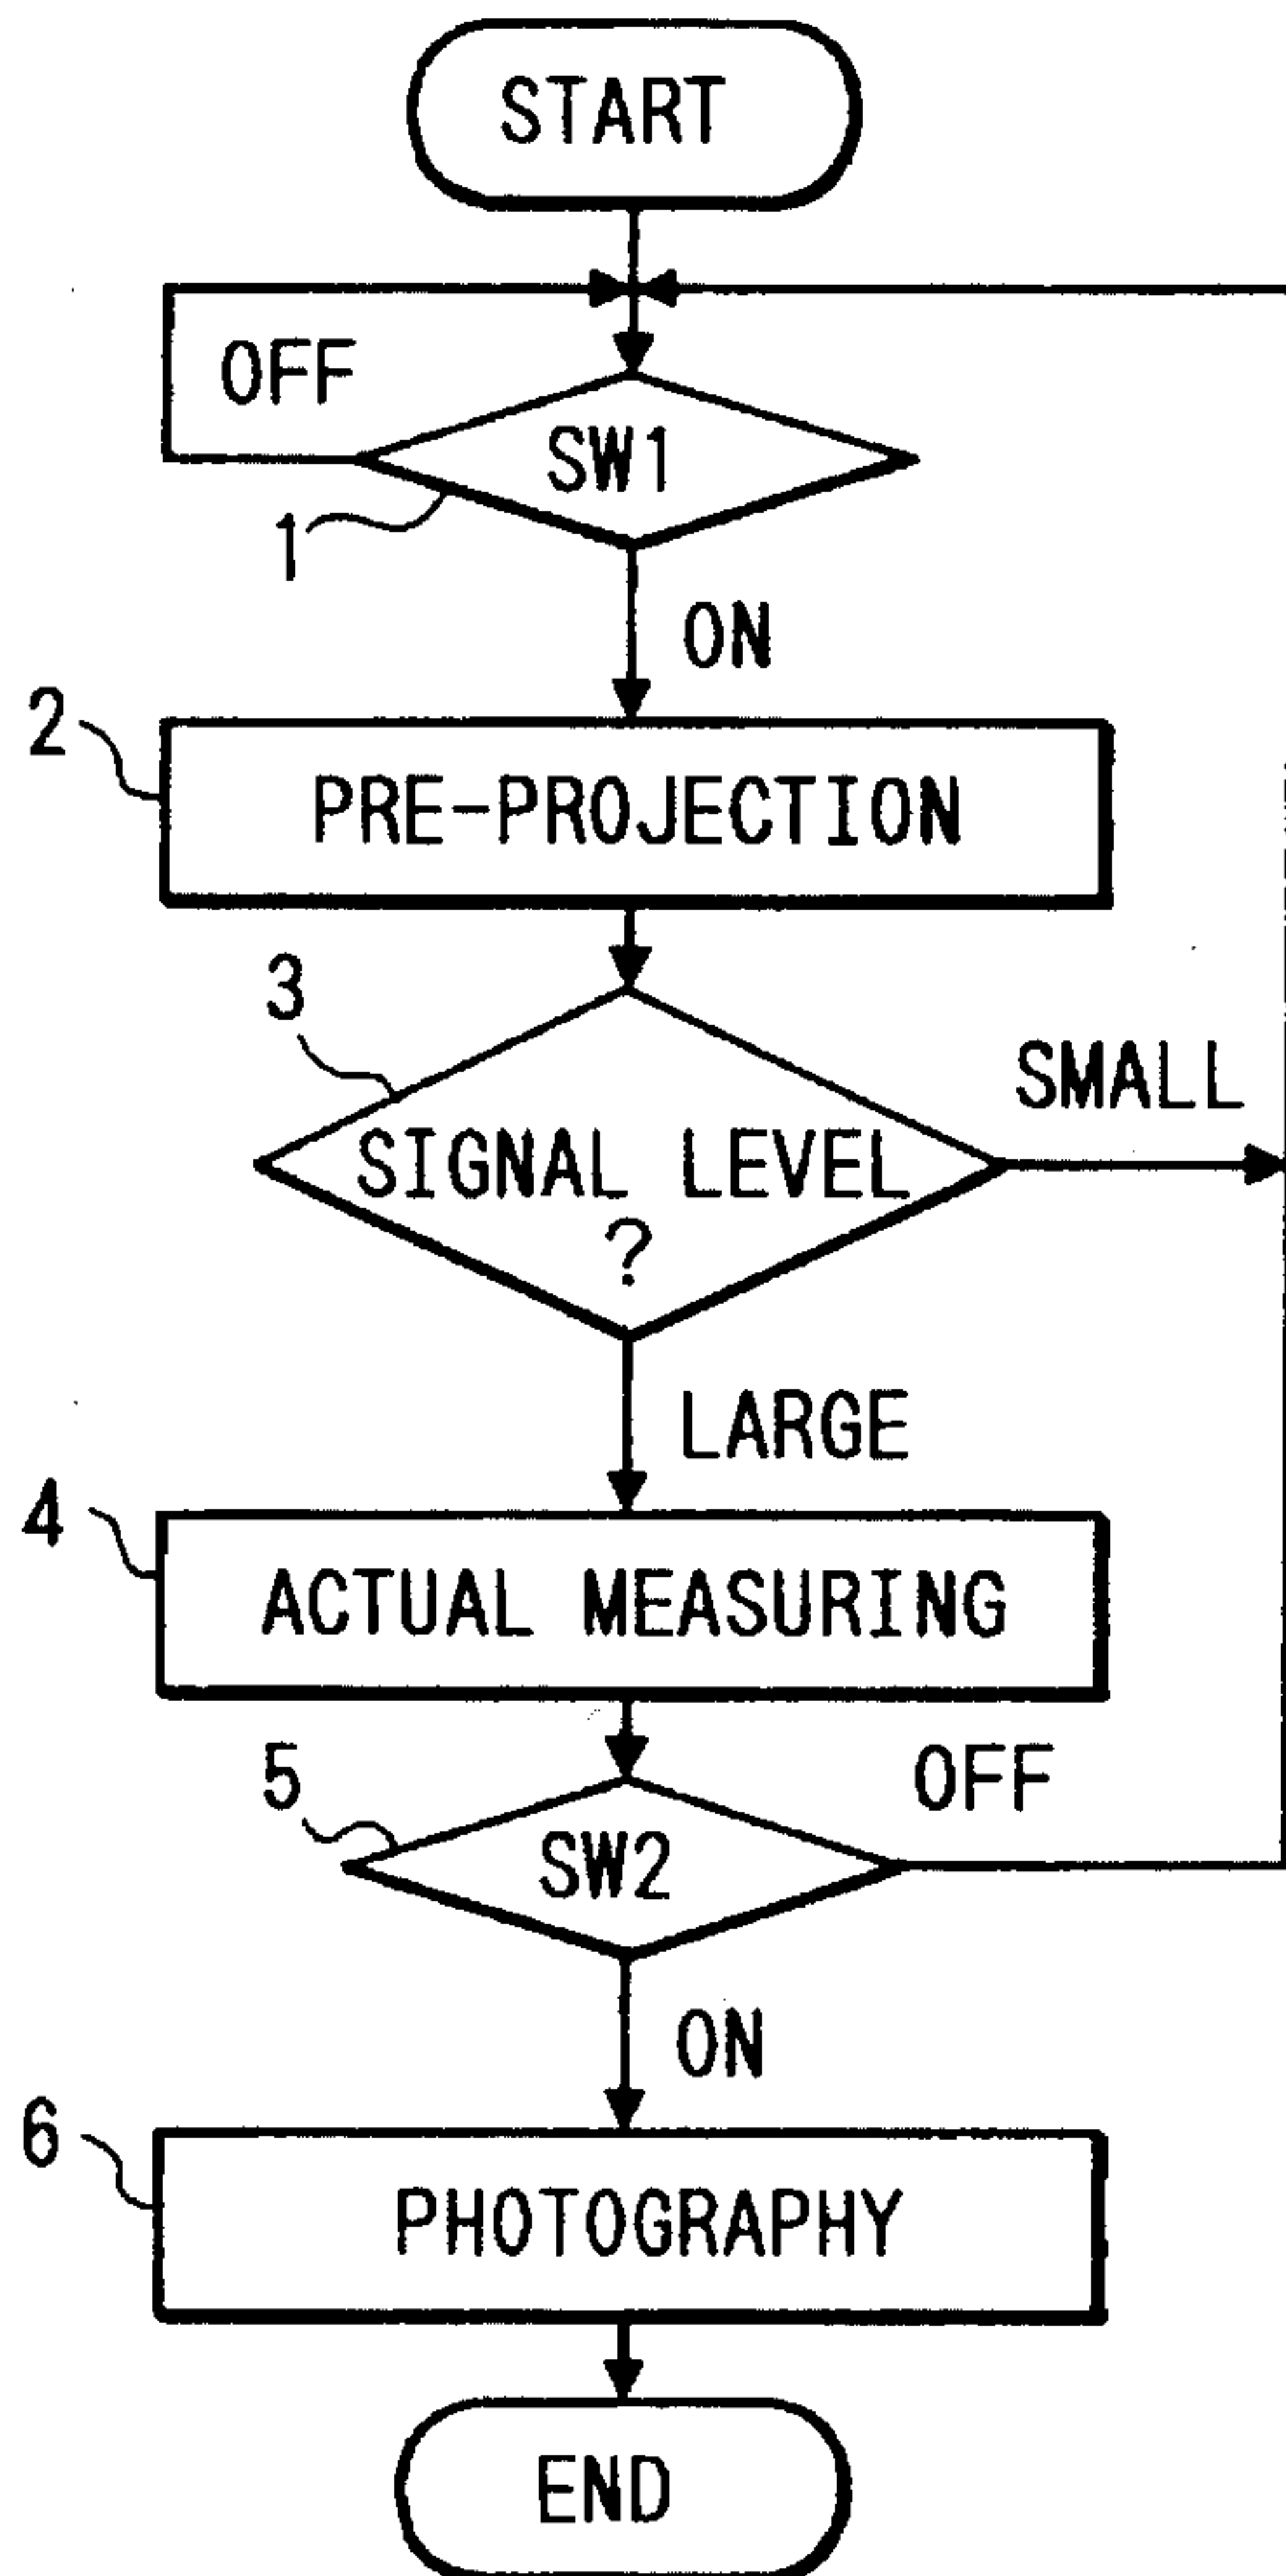 START
OFF
SW1
1
ON
2
PRE-PROJECTION
3
SMALL
SIGNAL LEVEL
?
LARGE
4
ACTUAL MEASURING
5
OFF
SW2
ON
6
PHOTOGRAPHY
END